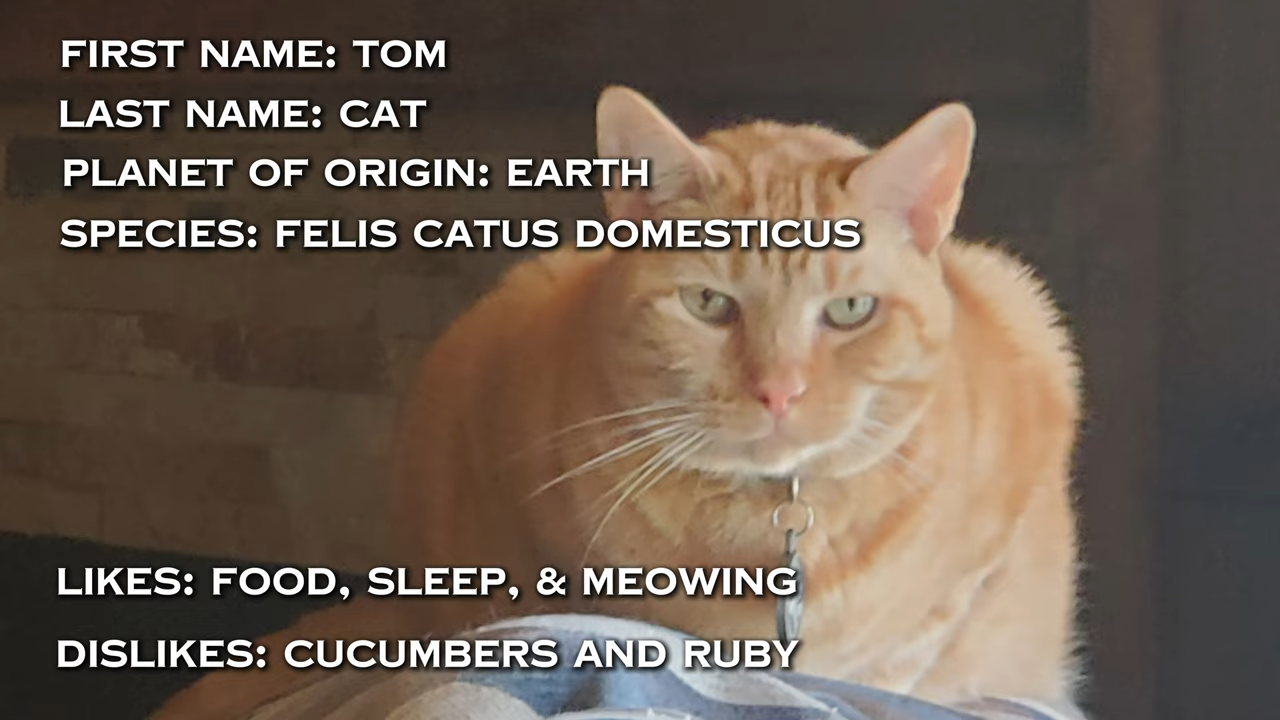 FIRST NAME: TOM
LAST NAME: CAT
PLANET OF ORIGIN: EARTH
SPECIES: FELIS CATUS DOMESTICUS
LIKES: FOOD, SLEEP, & MEOWING
DISLIKES: CUCUMBERS AND RUBY